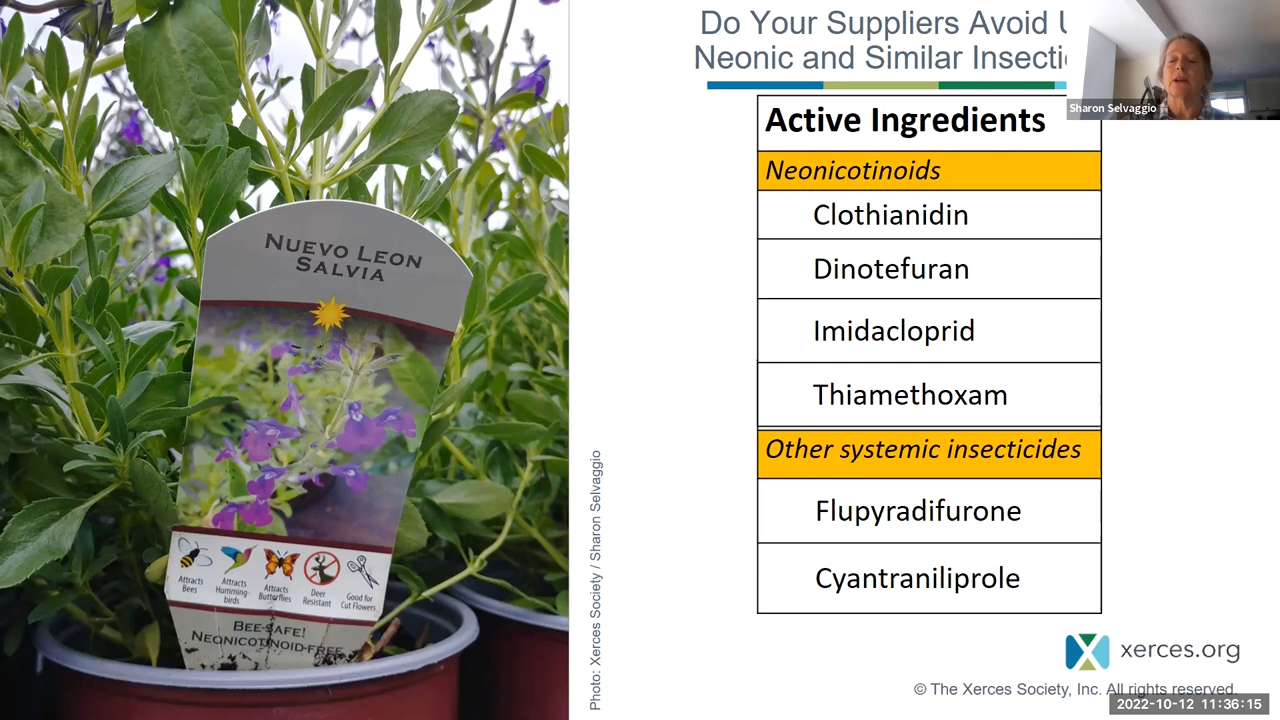 Do Your Suppliers Avoid
Neonic and Similar
Sharon Selvaggio
Active Ingredients
Neonicotinoids
Clothianidin
Dinotefuran
Imidacloprid
Thiamethoxam
Other systemic insecticides
Flupyradifurone
Cyantraniliprole
NUEVO LEON
SALVIA
Attracts
Bees
Attracts
Humming-
birds
Attracts
Butterflies
Deer
Resistant
Good for
Cut Flowers
BEE-SAFE!
NEONICOTINOID-FREE
Photo: Xerces Society / Sharon Selvaggio
xerces.org
© The Xerces Society, Inc. All rights reserved.
2022-10-12 11:36:15